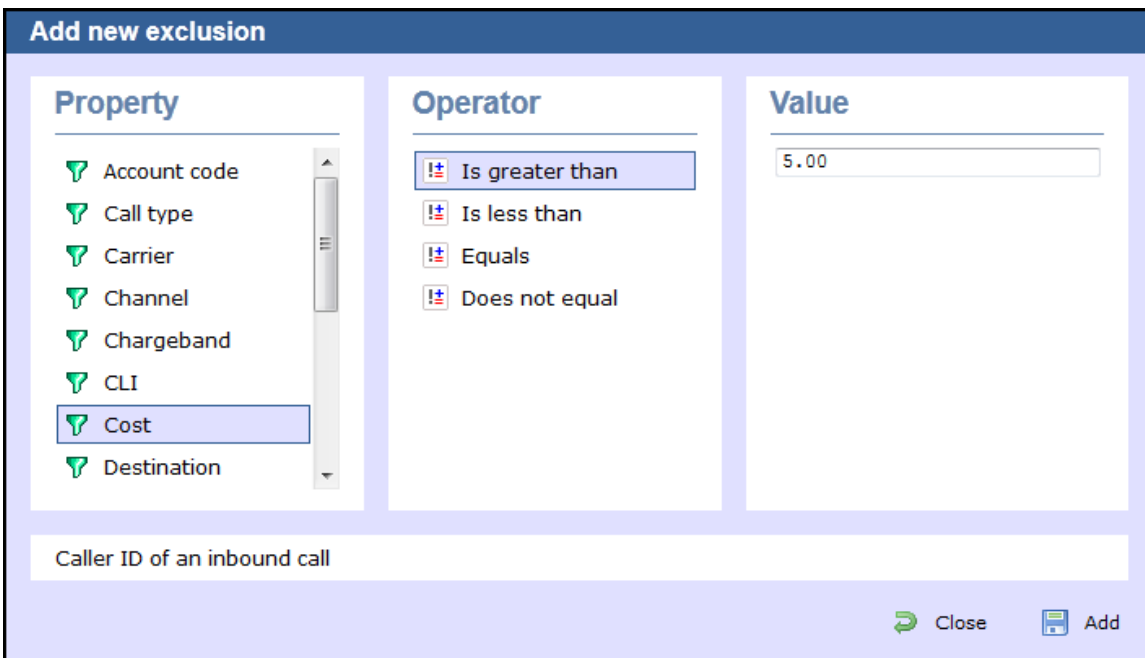 Add new exclusion
Property
Account code
Call type
Carrier
Channel
Chargeband
CLI
Cost
Destination
Operator
Is greater than
Is less than
Equals
Does not equal
Value
5.00
Caller ID of an inbound call
Close
Add